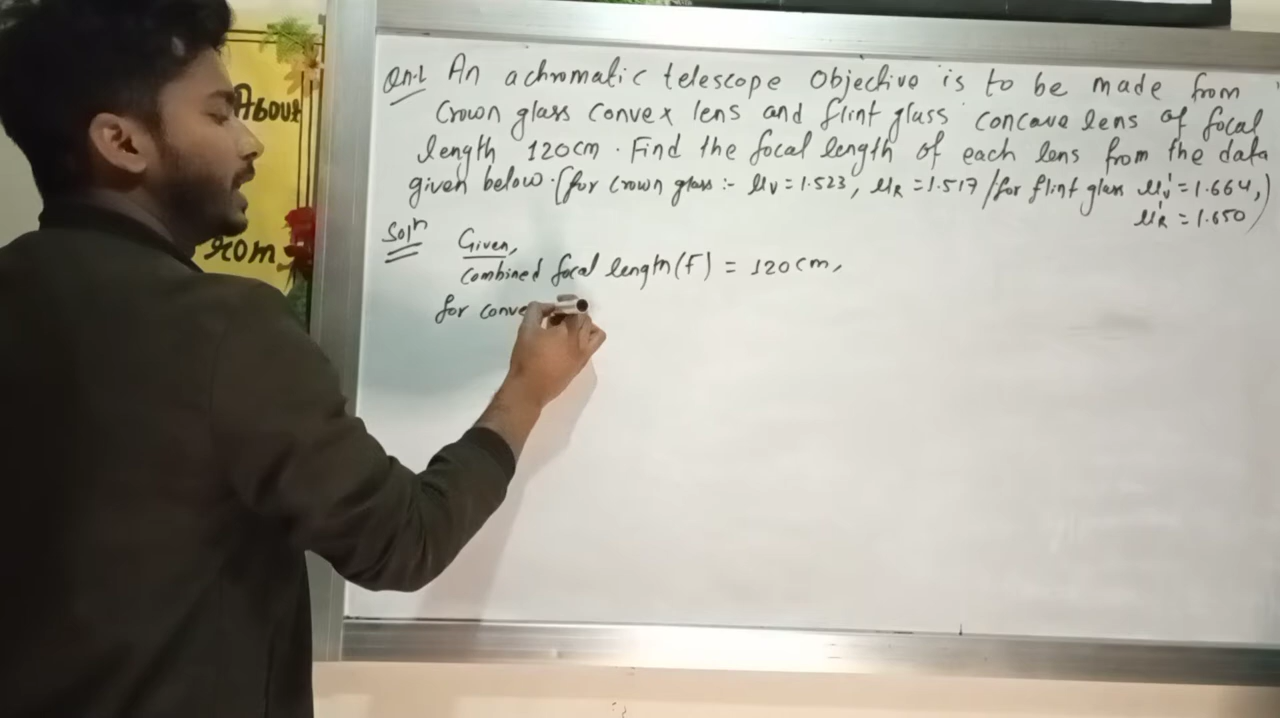 About
rom
Qn.1 An achromatic telescope objective is to be made from
Crown glass convex lens and flint glass concave lens of focal
length 120cm. Find the focal length of each lens from the data
given below. (for crown glass :- μv = 1.523, μR = 1.517 / for flint glass μv' = 1.664,
μR' = 1.650)
Soln
Given,
Combined focal length (F) = 120cm,
for conve